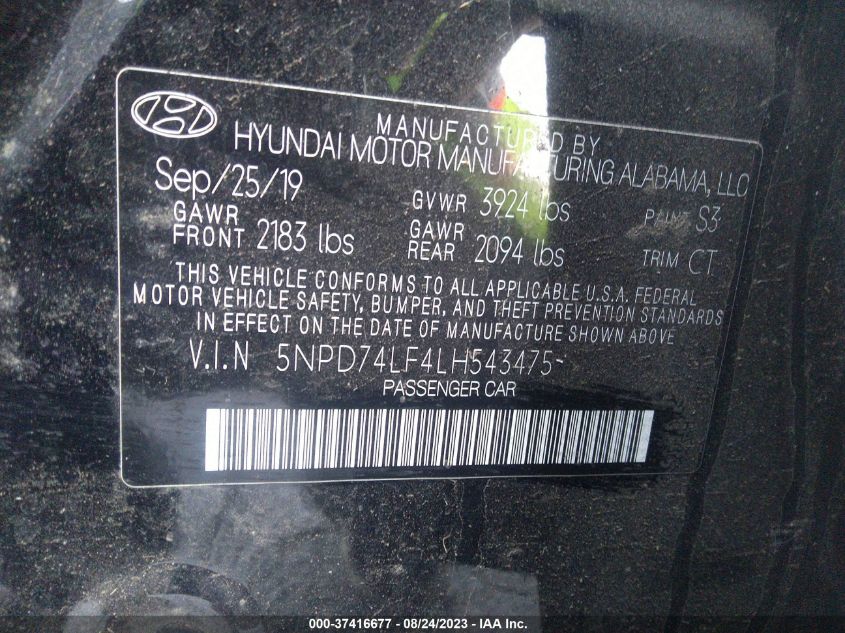 MANUFACTURED BY
HYUNDAI MOTOR MANUFACTURING ALABAMA, LLC
Sep/25/19
GVWR 3924 lbs
PAINT S3
GAWR FRONT 2183 lbs
GAWR REAR 2094 lbs
TRIM CT
THIS VEHICLE CONFORMS TO ALL APPLICABLE U.S.A. FEDERAL
MOTOR VEHICLE SAFETY, BUMPER, AND THEFT PREVENTION STANDARDS
IN EFFECT ON THE DATE OF MANUFACTURE SHOWN ABOVE
V.I.N 5NPD74LF4LH543475-
PASSENGER CAR
000-37416677 - 08/24/2023 - IAA Inc.